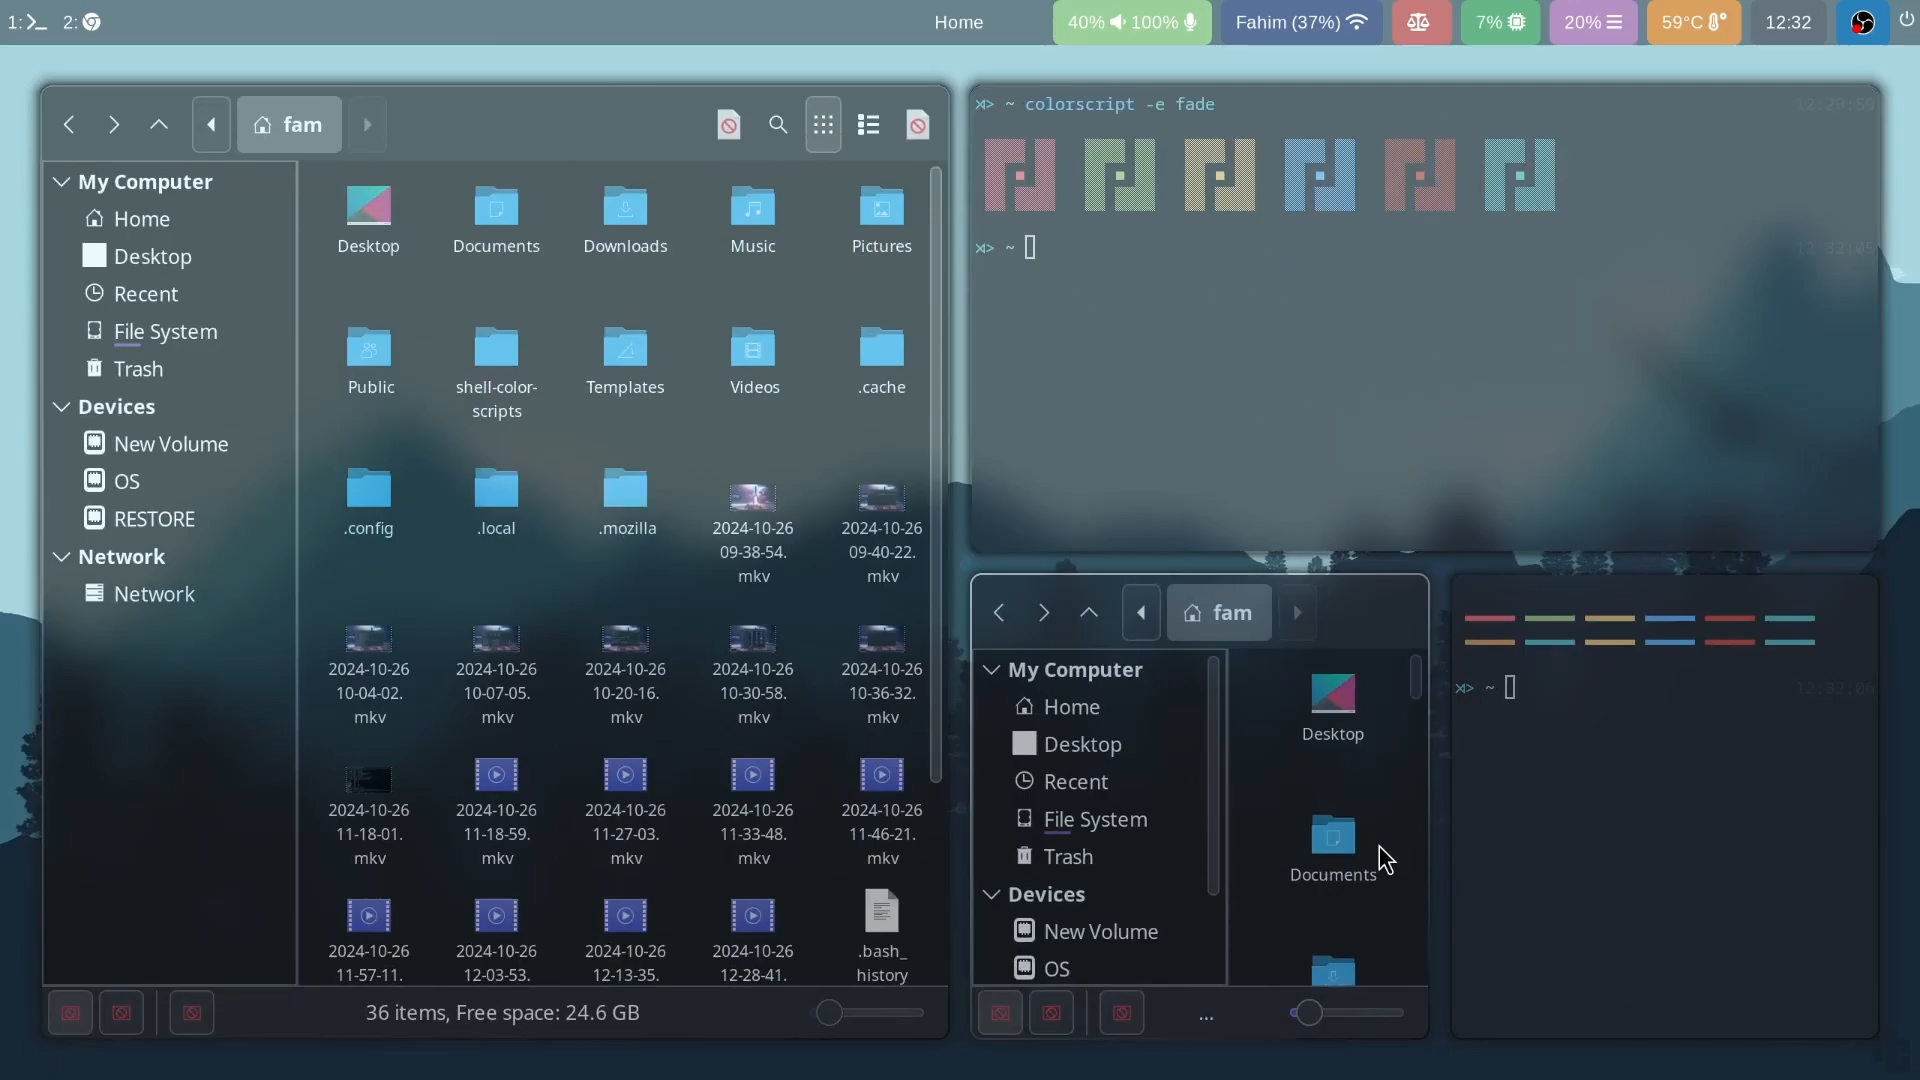 1: 2: Home 40% 100% Fahim (37%) 7% 20% 59°C 12:32
fam
My Computer
Home
Desktop
Recent
File System
Trash
Devices
New Volume
OS
RESTORE
Network
Network
Desktop Documents Downloads Music Pictures
Public shell-color- Templates Videos .cache
scripts
.config .local .mozilla 2024-10-26 2024-10-26
09-38-54. 09-40-22.
mkv mkv
2024-10-26 2024-10-26 2024-10-26 2024-10-26 2024-10-26
10-04-02. 10-07-05. 10-20-16. 10-30-58. 10-36-32.
mkv mkv mkv mkv mkv
2024-10-26 2024-10-26 2024-10-26 2024-10-26 2024-10-26
11-18-01. 11-18-59. 11-27-03. 11-33-48. 11-46-21.
mkv mkv mkv mkv mkv
2024-10-26 2024-10-26 2024-10-26 2024-10-26 .bash_
11-57-11. 12-03-53. 12-13-35. 12-28-41. history
36 items, Free space: 24.6 GB
~ colorscript -e fade 12:29:59
~ 12:32:05
fam
My Computer
Home
Desktop
Recent
File System
Trash
Devices
New Volume
OS
Desktop
Documents
...
~ 12:32:06